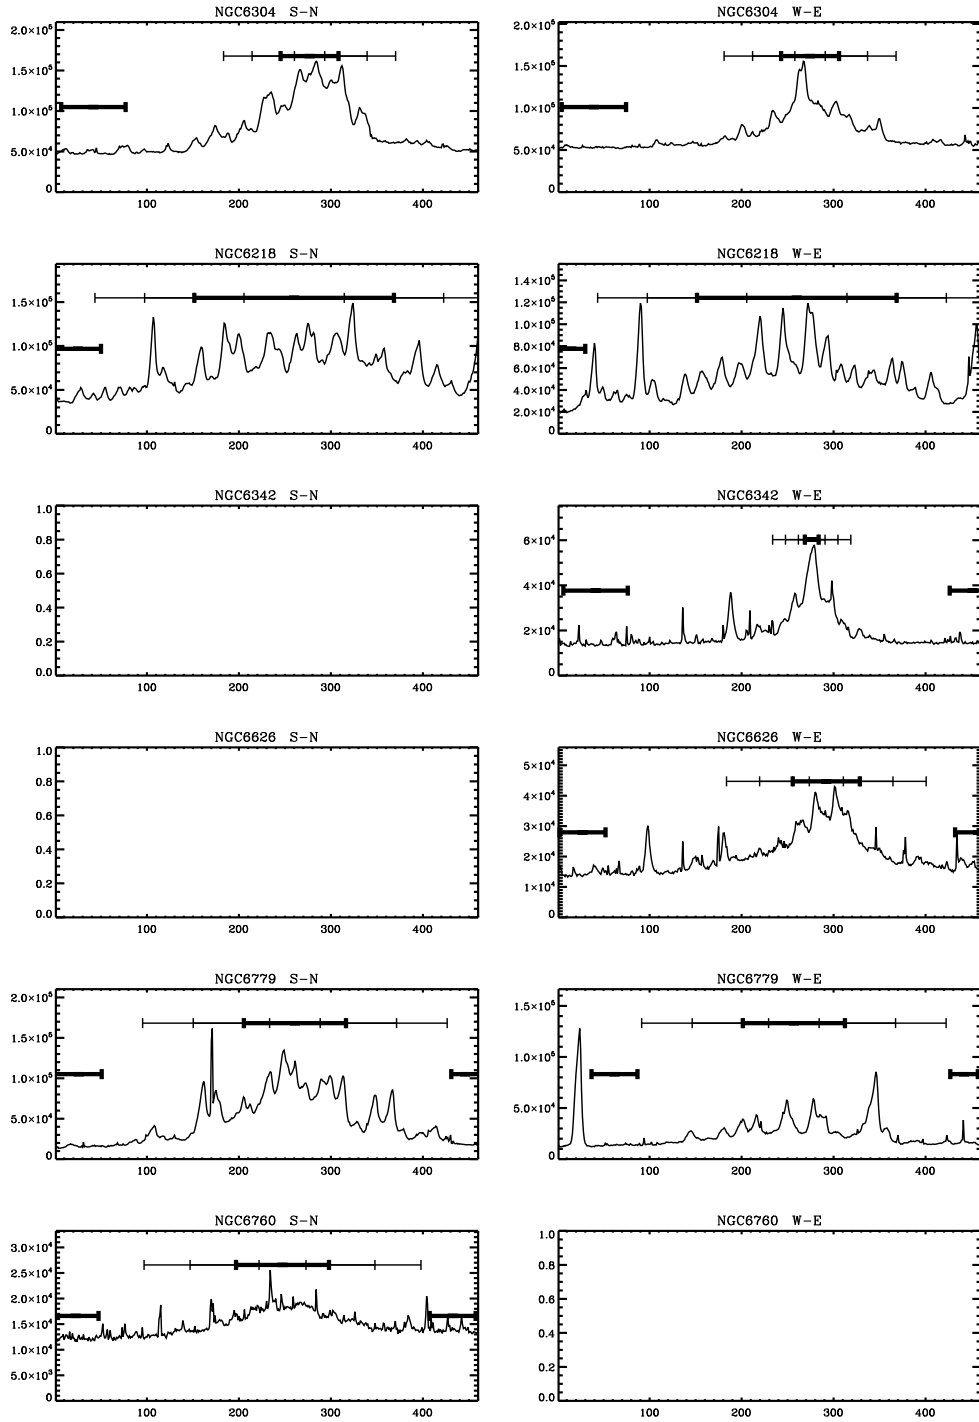 NGC6304 S-N
2.0×10⁵
1.5×10⁵
1.0×10⁵
5.0×10⁴
0
100 200 300 400
NGC6304 W-E
2.0×10⁵
1.5×10⁵
1.0×10⁵
5.0×10⁴
0
100 200 300 400
NGC6218 S-N
1.5×10⁵
1.0×10⁵
5.0×10⁴
0
100 200 300 400
NGC6218 W-E
1.4×10⁵
1.2×10⁵
1.0×10⁵
8.0×10⁴
6.0×10⁴
4.0×10⁴
2.0×10⁴
0
100 200 300 400
NGC6342 S-N
1.0
0.8
0.6
0.4
0.2
0.0
100 200 300 400
NGC6342 W-E
6×10⁴
4×10⁴
2×10⁴
0
100 200 300 400
NGC6626 S-N
1.0
0.8
0.6
0.4
0.2
0.0
100 200 300 400
NGC6626 W-E
5×10⁴
4×10⁴
3×10⁴
2×10⁴
1×10⁴
0
100 200 300 400
NGC6779 S-N
2.0×10⁵
1.5×10⁵
1.0×10⁵
5.0×10⁴
0
100 200 300 400
NGC6779 W-E
1.5×10⁵
1.0×10⁵
5.0×10⁴
0
100 200 300 400
NGC6760 S-N
3.0×10⁴
2.5×10⁴
2.0×10⁴
1.5×10⁴
1.0×10⁴
5.0×10³
0
100 200 300 400
NGC6760 W-E
1.0
0.8
0.6
0.4
0.2
0.0
100 200 300 400